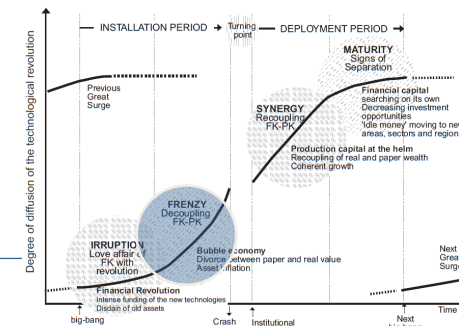 INSTALLATION PERIOD
Turning
point
DEPLOYMENT PERIOD
Degree of diffusion of the technological revolution
Previous
Great
Surge
MATURITY
Signs of
Separation
Financial capital
searching on its own
Decreasing investment
opportunities
'Idle money' moving to
areas, sectors and region
SYNERGY
Recoupling
FK-PK
Production capital at the helm
Recoupling of real and paper wealth
Coherent growth
FRENZY
Decoupling
FK-PK
Bubble economy
Divorce between paper and real value
Asset inflation
IRRUPTION
Love affair of
FK with
revolution
Financial Revolution
Intense funding of the new technologies
Disdain of old assets
Next
Great
Surge
Time
big-bang
Crash
Institutional
Next